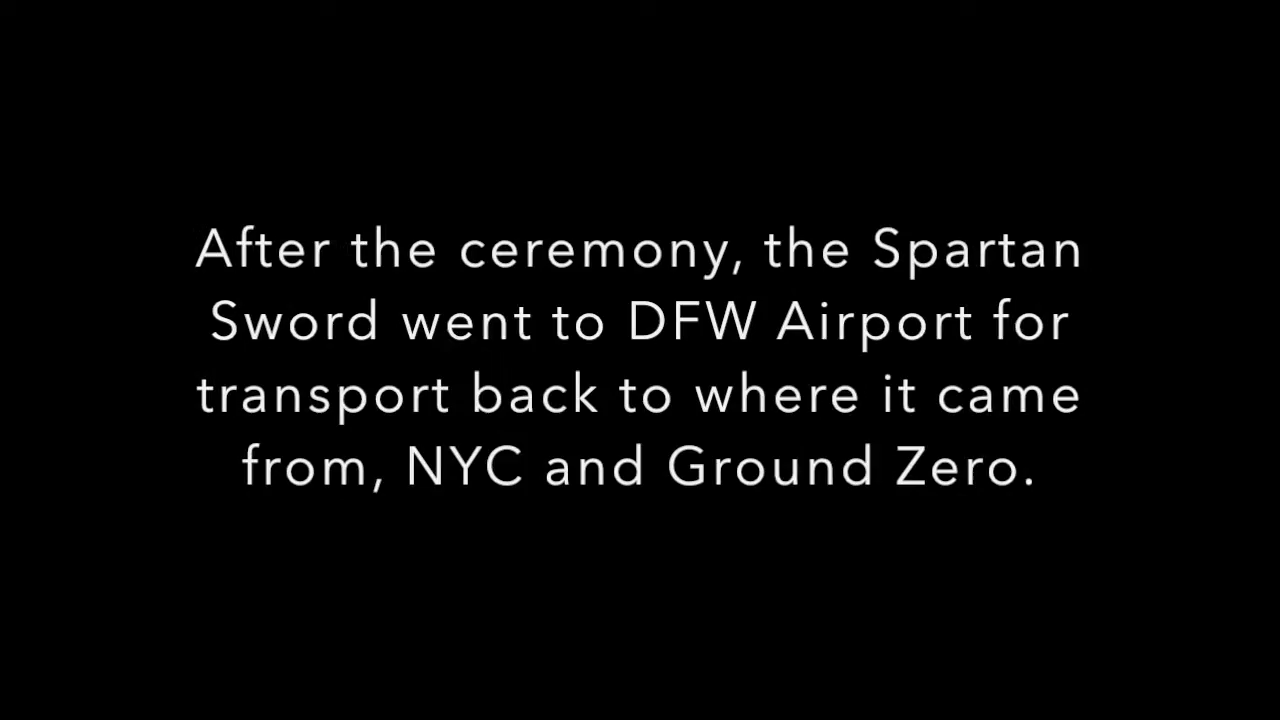 After the ceremony, the Spartan
Sword went to DFW Airport for
transport back to where it came
from, NYC and Ground Zero.